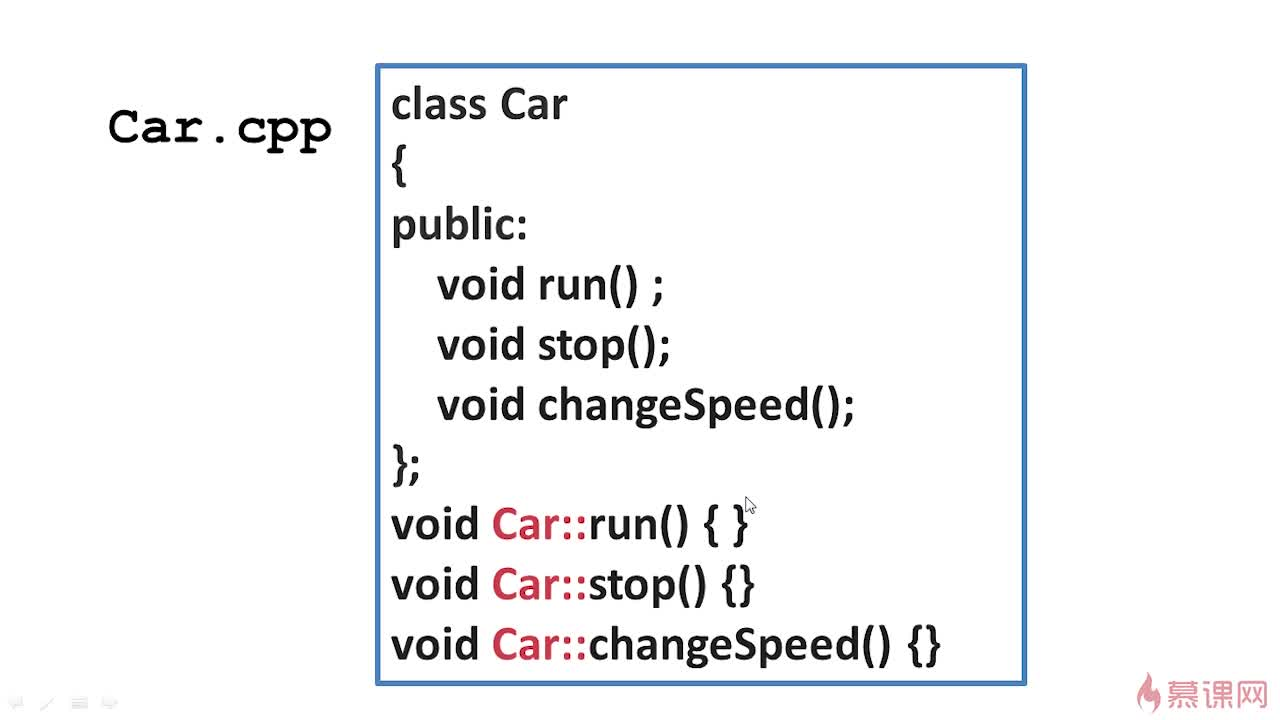 Car.cpp
class Car
{
public:
void run() ;
void stop();
void changeSpeed();
};
void Car::run() { }
void Car::stop() {}
void Car::changeSpeed() {}
慕课网